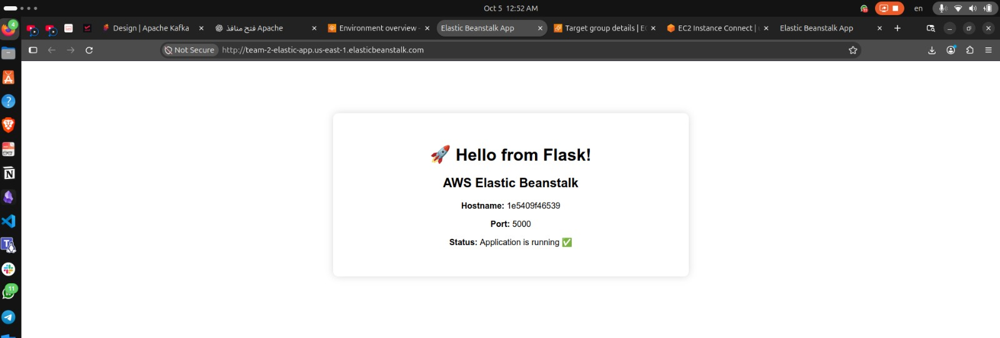 Oct 5 12:52 AM
en
4
Design | Apache Kafka
فتح منافذ Apache
Environment overview -
Elastic Beanstalk App
Target group details | EC
EC2 Instance Connect |
Elastic Beanstalk App
Not Secure
http://team-2-elastic-app.us-east-1.elasticbeanstalk.com
🚀 Hello from Flask!
AWS Elastic Beanstalk
Hostname: 1e5409f46539
Port: 5000
Status: Application is running ✅
11